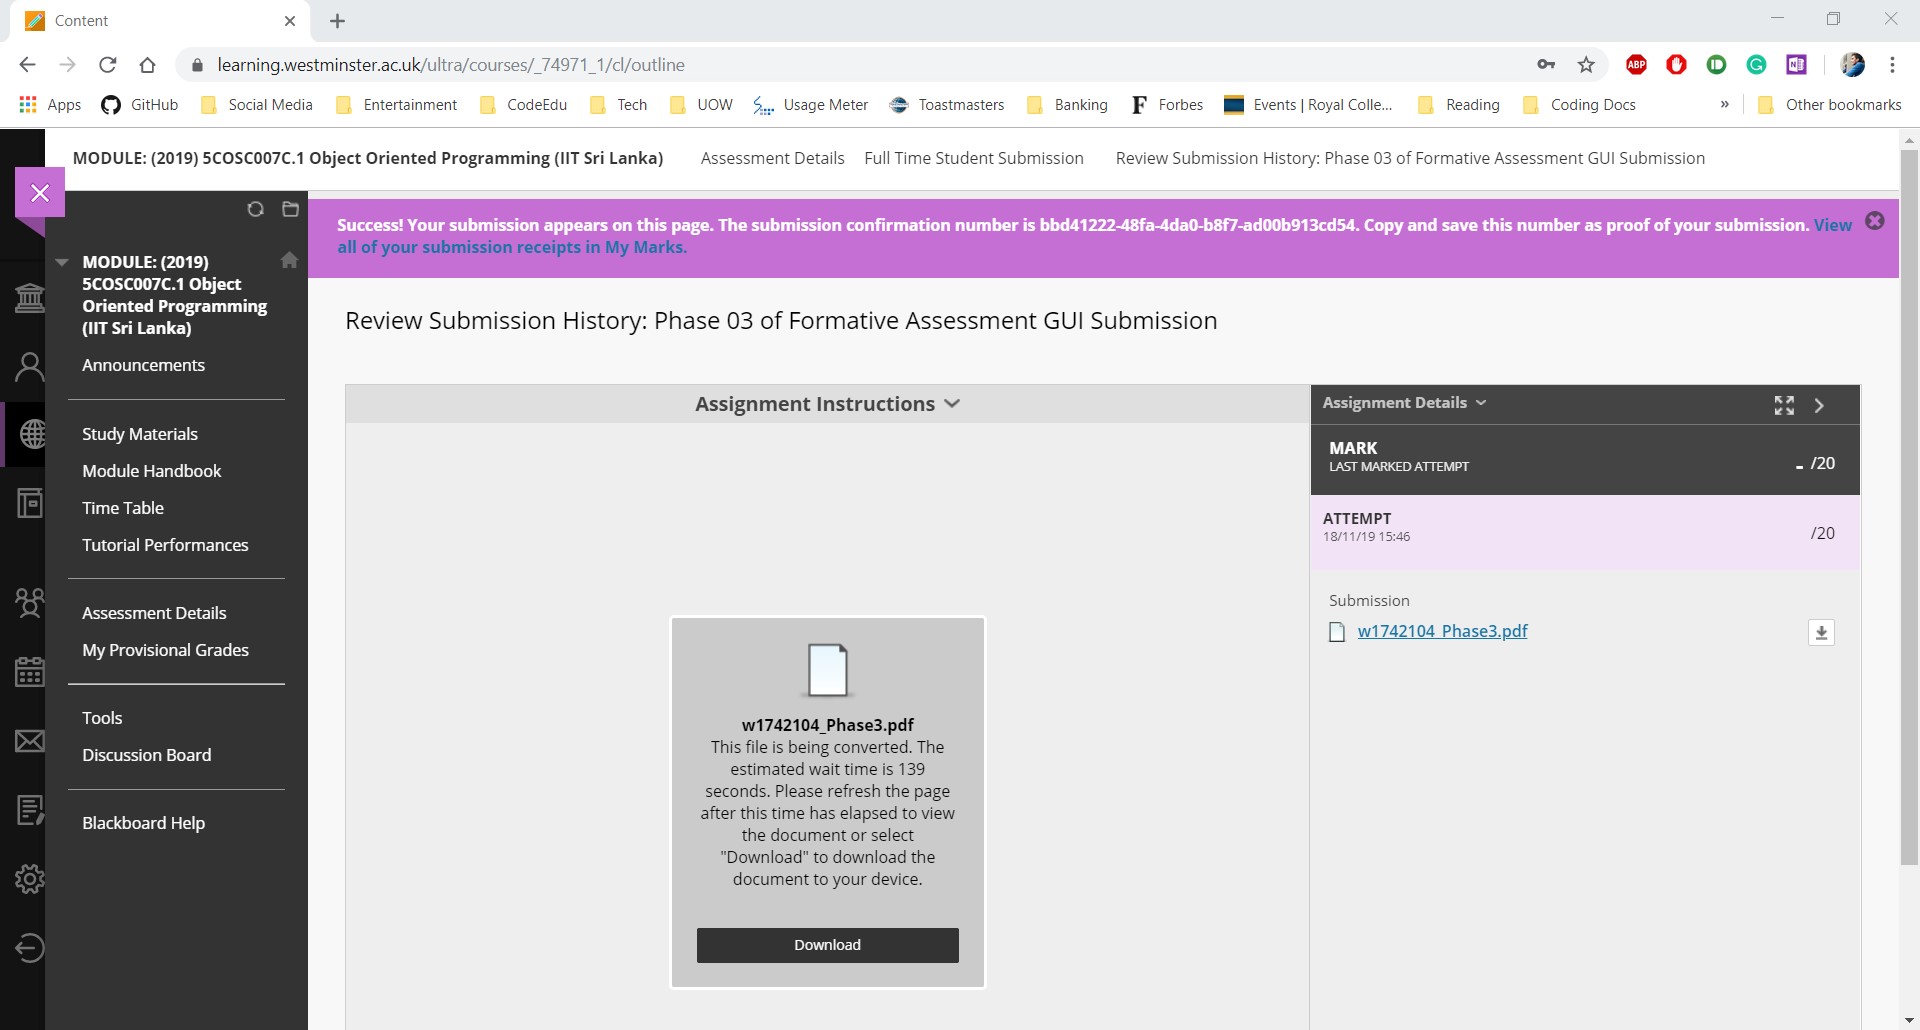 Content
learning.westminster.ac.uk/ultra/courses/_74971_1/cl/outline
ABP
Apps
GitHub
Social Media
Entertainment
CodeEdu
Tech
UOW
Usage Meter
Toastmasters
Banking
Forbes
Events | Royal Colle...
Reading
Coding Docs
»
Other bookmarks
MODULE: (2019) 5COSC007C.1 Object Oriented Programming (IIT Sri Lanka)
Assessment Details
Full Time Student Submission
Review Submission History: Phase 03 of Formative Assessment GUI Submission
Success! Your submission appears on this page. The submission confirmation number is bbd41222-48fa-4da0-b8f7-ad00b913cd54. Copy and save this number as proof of your submission. View
all of your submission receipts in My Marks.
MODULE: (2019)
5COSC007C.1 Object
Oriented Programming
(IIT Sri Lanka)
Announcements
Study Materials
Module Handbook
Time Table
Tutorial Performances
Assessment Details
My Provisional Grades
Tools
Discussion Board
Blackboard Help
Review Submission History: Phase 03 of Formative Assessment GUI Submission
Assignment Instructions
w1742104_Phase3.pdf
This file is being converted. The
estimated wait time is 139
seconds. Please refresh the page
after this time has elapsed to view
the document or select
"Download" to download the
document to your device.
Download
Assignment Details
MARK
LAST MARKED ATTEMPT
- /20
ATTEMPT
18/11/19 15:46
/20
Submission
w1742104_Phase3.pdf